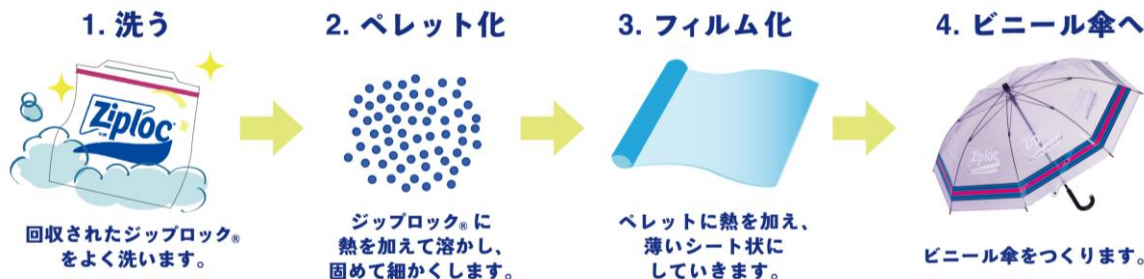 1. 洗う
Ziploc®
回収されたジップロック®
をよく洗います。
2. ペレット化
ジップロック®に
熱を加えて溶かし、
固めて細かくします。
3. フィルム化
ペレットに熱を加え、
薄いシート状に
していきます。
4. ビニール傘へ
Ziploc
Ziploc
ビニール傘をつくります。